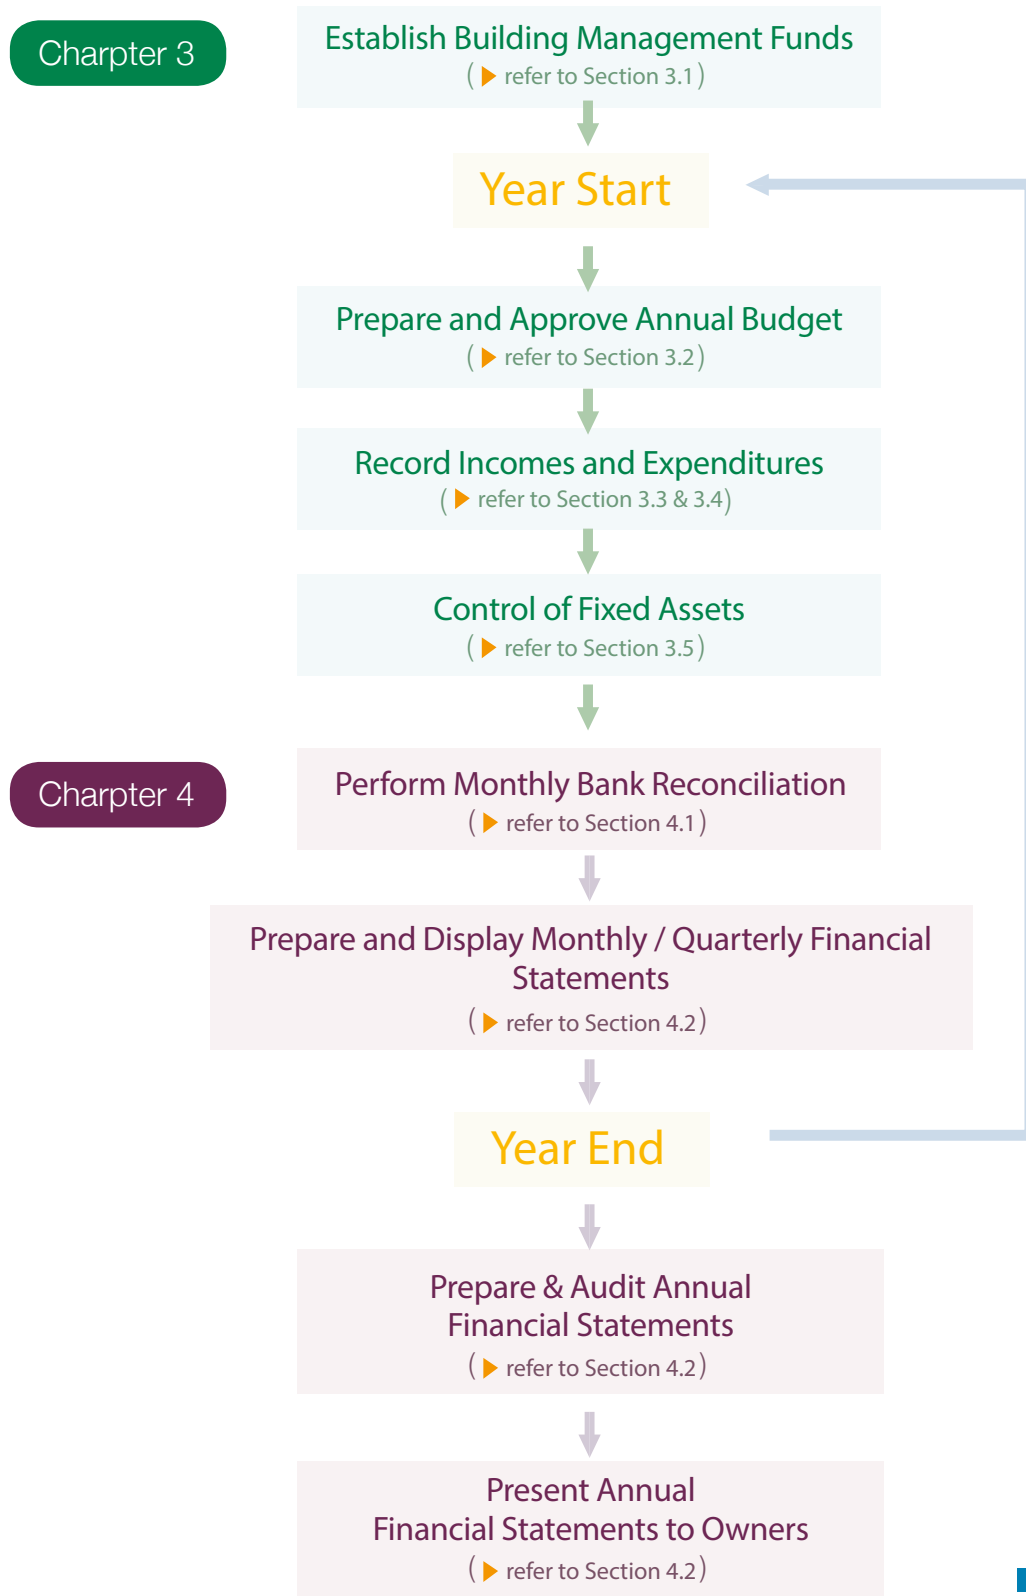 Charpter 3
Establish Building Management Funds
( refer to Section 3.1)
Year Start
Prepare and Approve Annual Budget
( refer to Section 3.2)
Record Incomes and Expenditures
( refer to Section 3.3 & 3.4)
Control of Fixed Assets
( refer to Section 3.5)
Charpter 4
Perform Monthly Bank Reconciliation
( refer to Section 4.1)
Prepare and Display Monthly / Quarterly Financial
Statements
( refer to Section 4.2)
Year End
Prepare & Audit Annual
Financial Statements
( refer to Section 4.2)
Present Annual
Financial Statements to Owners
( refer to Section 4.2)